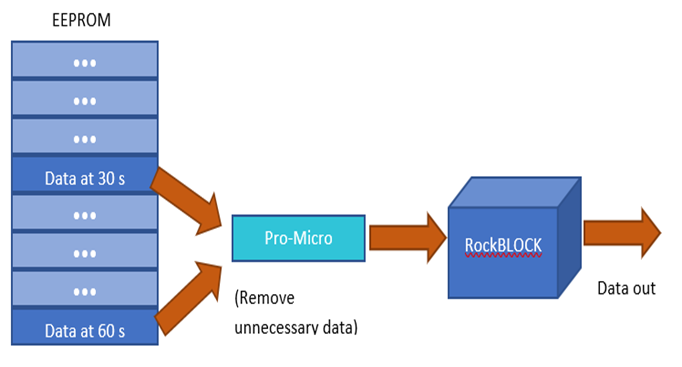 EEPROM
•••
•••
•••
Data at 30 s
•••
•••
•••
Data at 60 s
Pro-Micro
(Remove
unnecessary data)
RockBLOCK
Data out